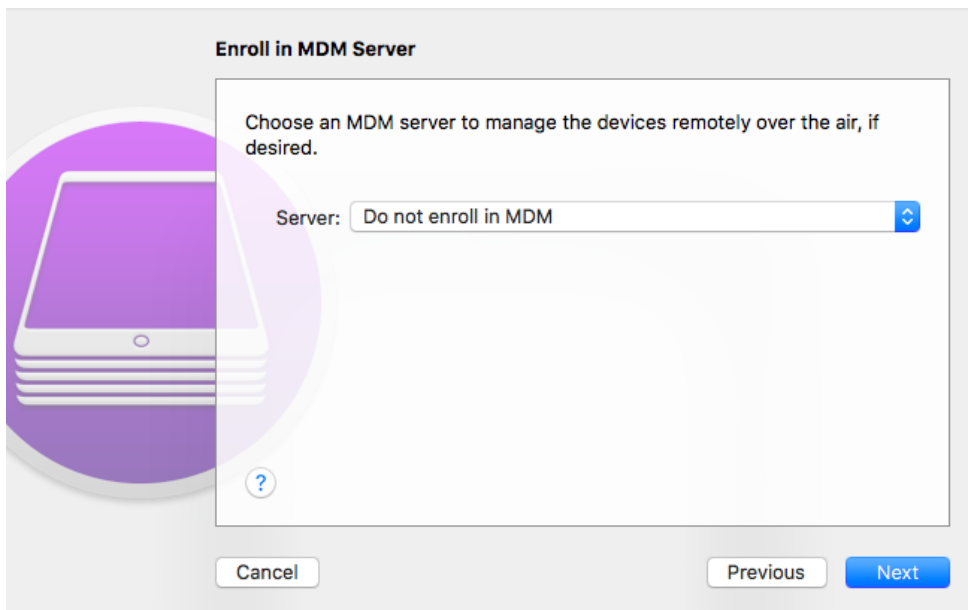 Enroll in MDM Server
Choose an MDM server to manage the devices remotely over the air, if
desired.
Server: Do not enroll in MDM
?
Cancel Previous Next